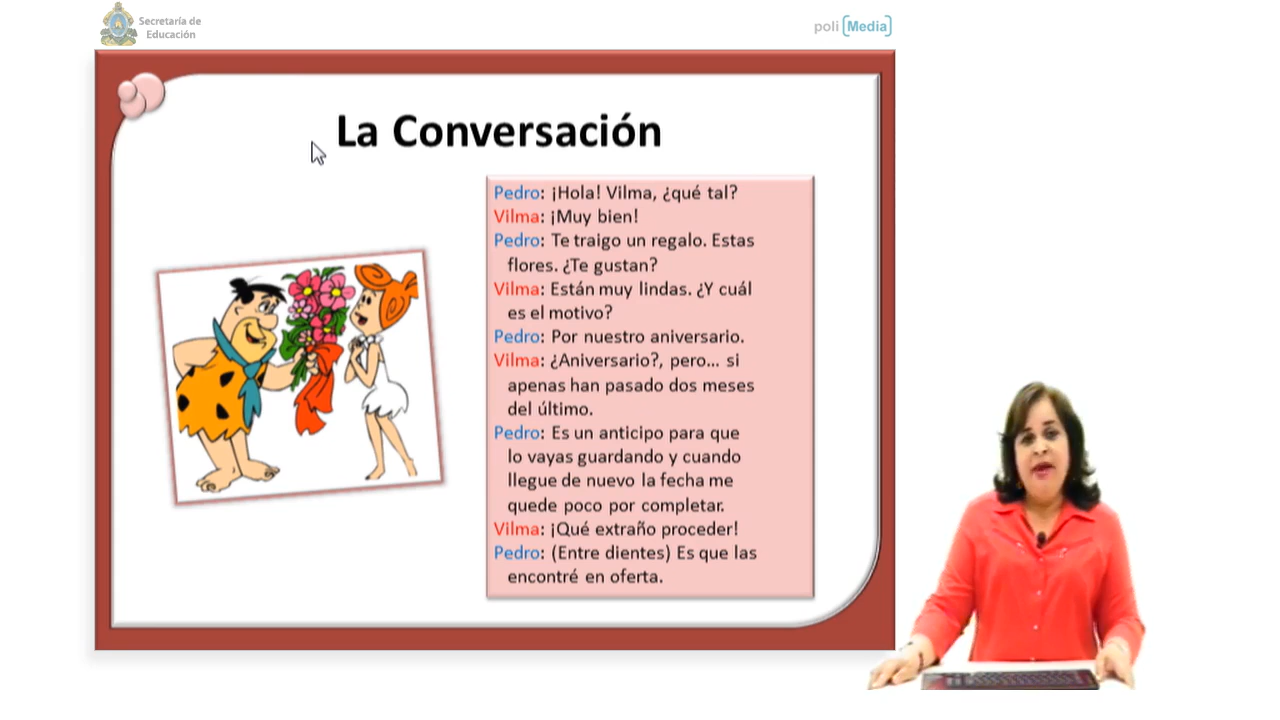 Secretaría de
Educación
poli [Media]
La Conversación
Pedro: ¡Hola! Vilma, ¿qué tal?
Vilma: ¡Muy bien!
Pedro: Te traigo un regalo. Estas
flores. ¿Te gustan?
Vilma: Están muy lindas. ¿Y cuál
es el motivo?
Pedro: Por nuestro aniversario.
Vilma: ¿Aniversario?, pero... si
apenas han pasado dos meses
del último.
Pedro: Es un anticipo para que
lo vayas guardando y cuando
llegue de nuevo la fecha me
quede poco por completar.
Vilma: ¡Qué extraño proceder!
Pedro: (Entre dientes) Es que las
encontré en oferta.